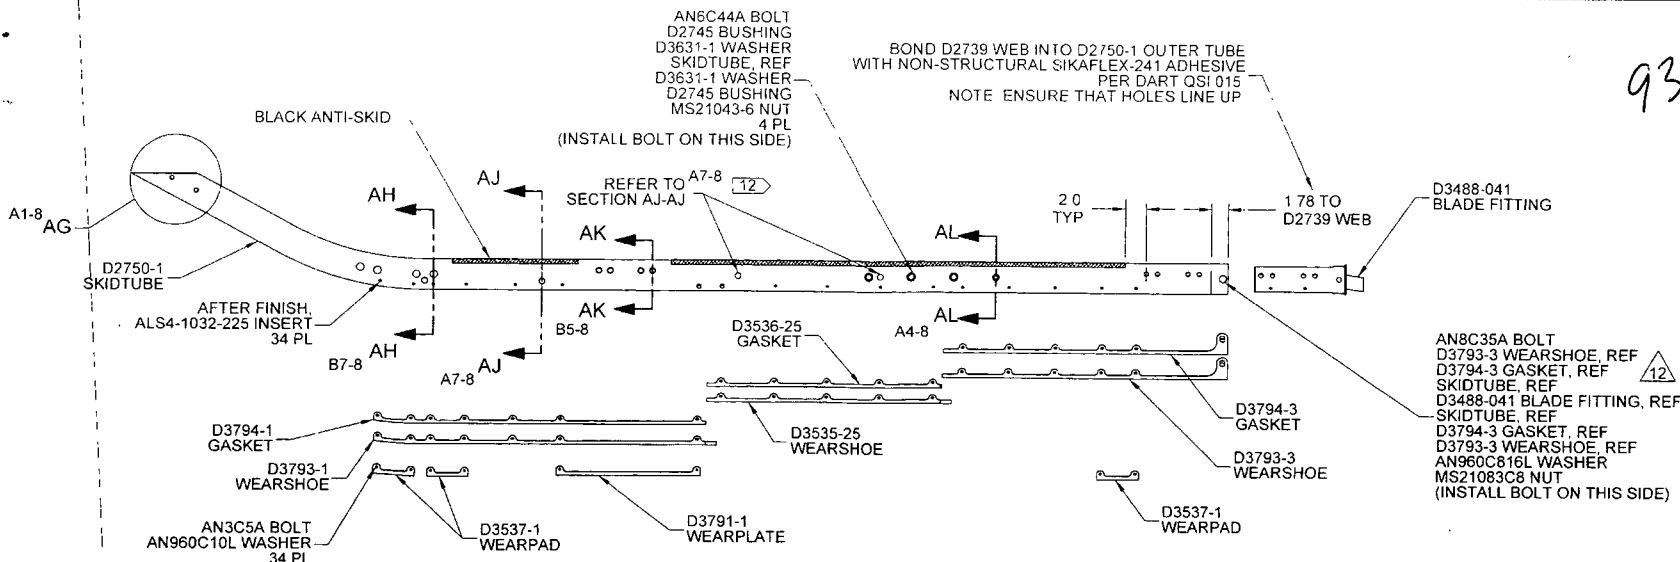 AN6C44A BOLT
D2745 BUSHING
D3631-1 WASHER
SKIDTUBE, REF
D3631-1 WASHER
D2745 BUSHING
MS21043-6 NUT
4 PL
(INSTALL BOLT ON THIS SIDE)
BOND D2739 WEB INTO D2750-1 OUTER TUBE
WITH NON-STRUCTURAL SIKAFLEX-241 ADHESIVE
PER DART QSI 015
NOTE ENSURE THAT HOLES LINE UP
93
BLACK ANTI-SKID
A1-8 AG
AH
AJ
REFER TO
SECTION AJ-AJ
A7-8
12
AK
AL
2 0
TYP
1 78 TO
D2739 WEB
D3488-041
BLADE FITTING
D2750-1
SKIDTUBE
AFTER FINISH,
ALS4-1032-225 INSERT
34 PL
AH
B7-8
AJ
A7-8
AK
B5-8
AL
A4-8
D3536-25
GASKET
D3535-25
WEARSHOE
D3794-3
GASKET
D3793-3
WEARSHOE
AN8C35A BOLT
D3793-3 WEARSHOE, REF
D3794-3 GASKET, REF
SKIDTUBE, REF
D3488-041 BLADE FITTING, REF
SKIDTUBE, REF
D3794-3 GASKET, REF
D3793-3 WEARSHOE, REF
AN960C816L WASHER
MS21083C8 NUT
(INSTALL BOLT ON THIS SIDE)
12
D3794-1
GASKET
D3793-1
WEARSHOE
AN3C5A BOLT
AN960C10L WASHER
34 PL
D3537-1
WEARPAD
D3791-1
WEARPLATE
D3537-1
WEARPAD